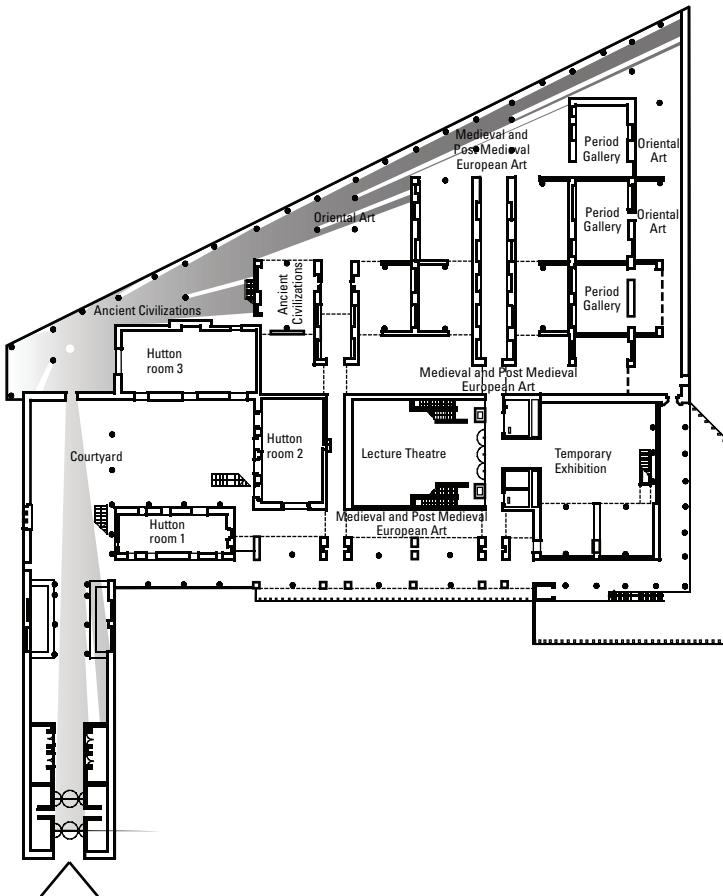 Medieval and
Post Medieval
European Art
Period
Gallery
Oriental
Art
Oriental Art
Period
Gallery
Oriental
Art
Ancient
Civilizations
Period
Gallery
Ancient Civilizations
Hutton
room 3
Medieval and Post Medieval
European Art
Courtyard
Hutton
room 2
Lecture Theatre
Temporary
Exhibition
Hutton
room 1
Medieval and Post Medieval
European Art